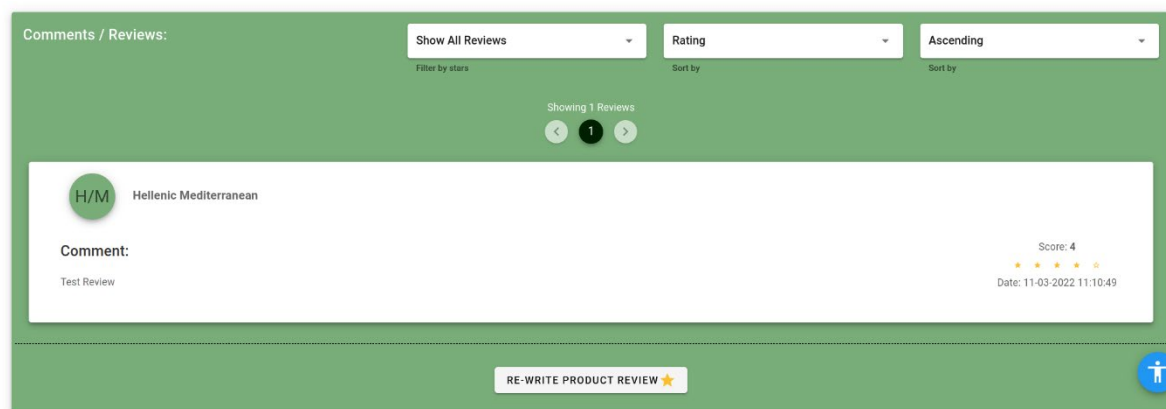 Comments / Reviews:
Show All Reviews
Rating
Ascending
Filter by stars
Sort by
Sort by
Showing 1 Reviews
1
H/M
Hellenic Mediterranean
Comment:
Score: 4
Test Review
Date: 11-03-2022 11:10:49
RE-WRITE PRODUCT REVIEW